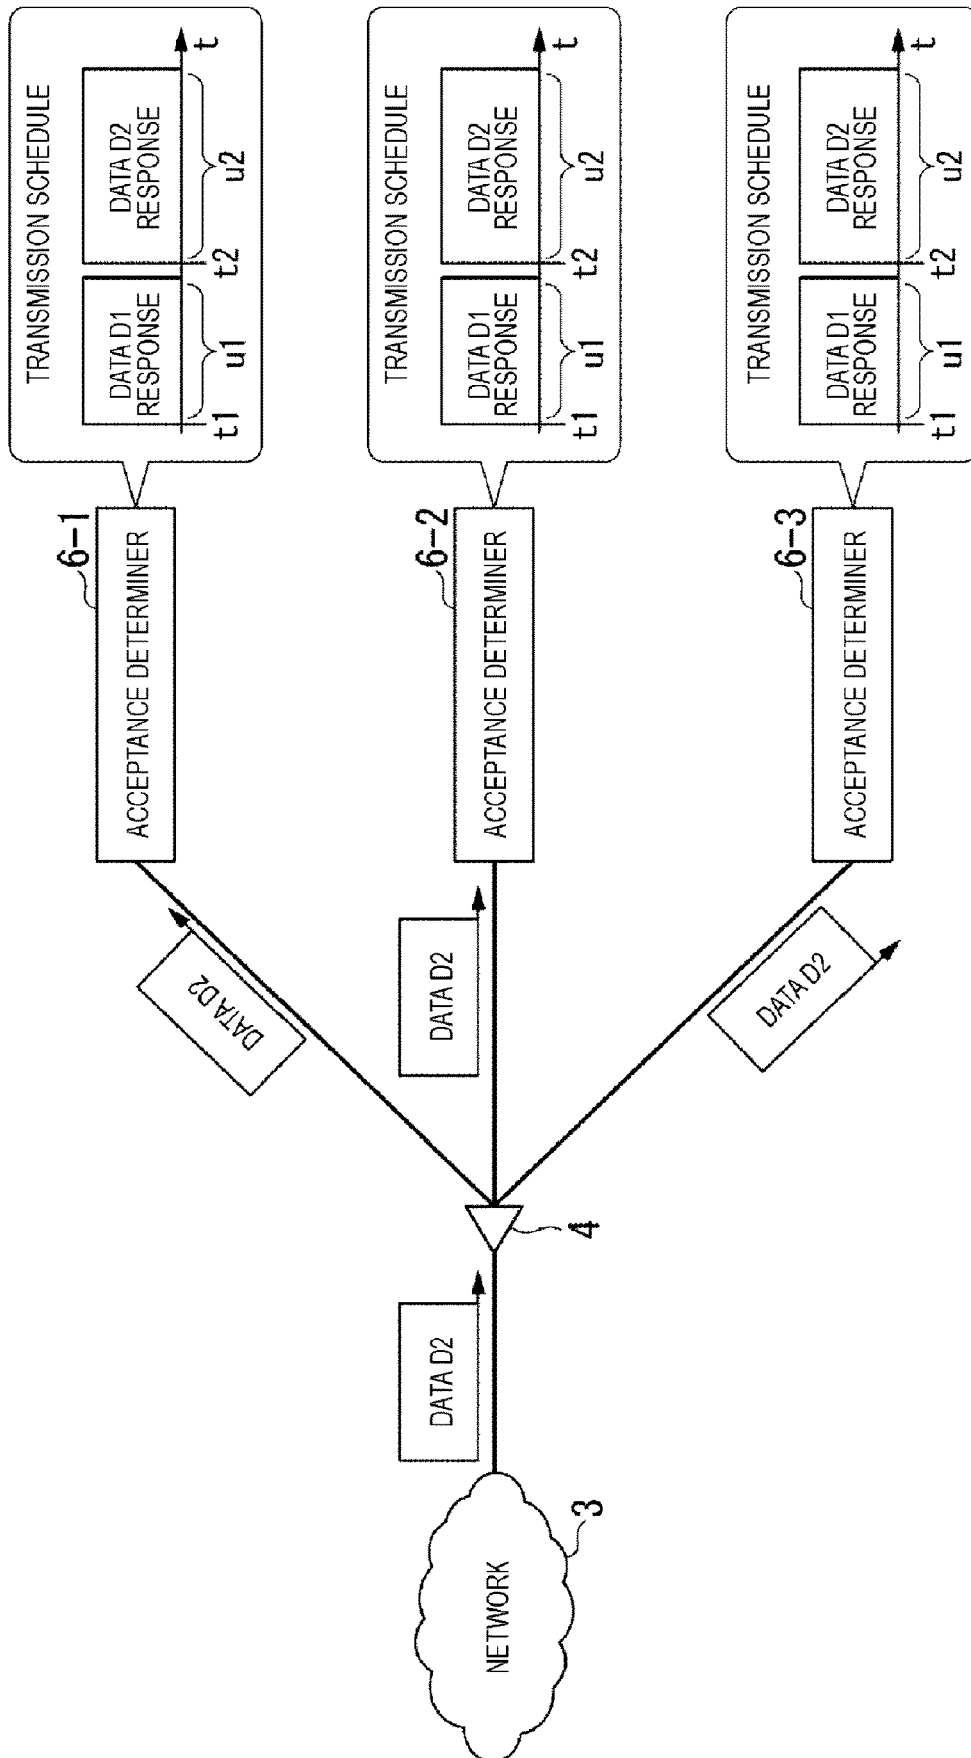 NETWORK
3
DATA D2
4
DATA D2
DATA D2
DATA D2
ACCEPTANCE DETERMINER
6-1
TRANSMISSION SCHEDULE
DATA D1
RESPONSE
DATA D2
RESPONSE
t
t1
u1
t2
u2
ACCEPTANCE DETERMINER
6-2
TRANSMISSION SCHEDULE
DATA D1
RESPONSE
DATA D2
RESPONSE
t
t1
u1
t2
u2
ACCEPTANCE DETERMINER
6-3
TRANSMISSION SCHEDULE
DATA D1
RESPONSE
DATA D2
RESPONSE
t
t1
u1
t2
u2